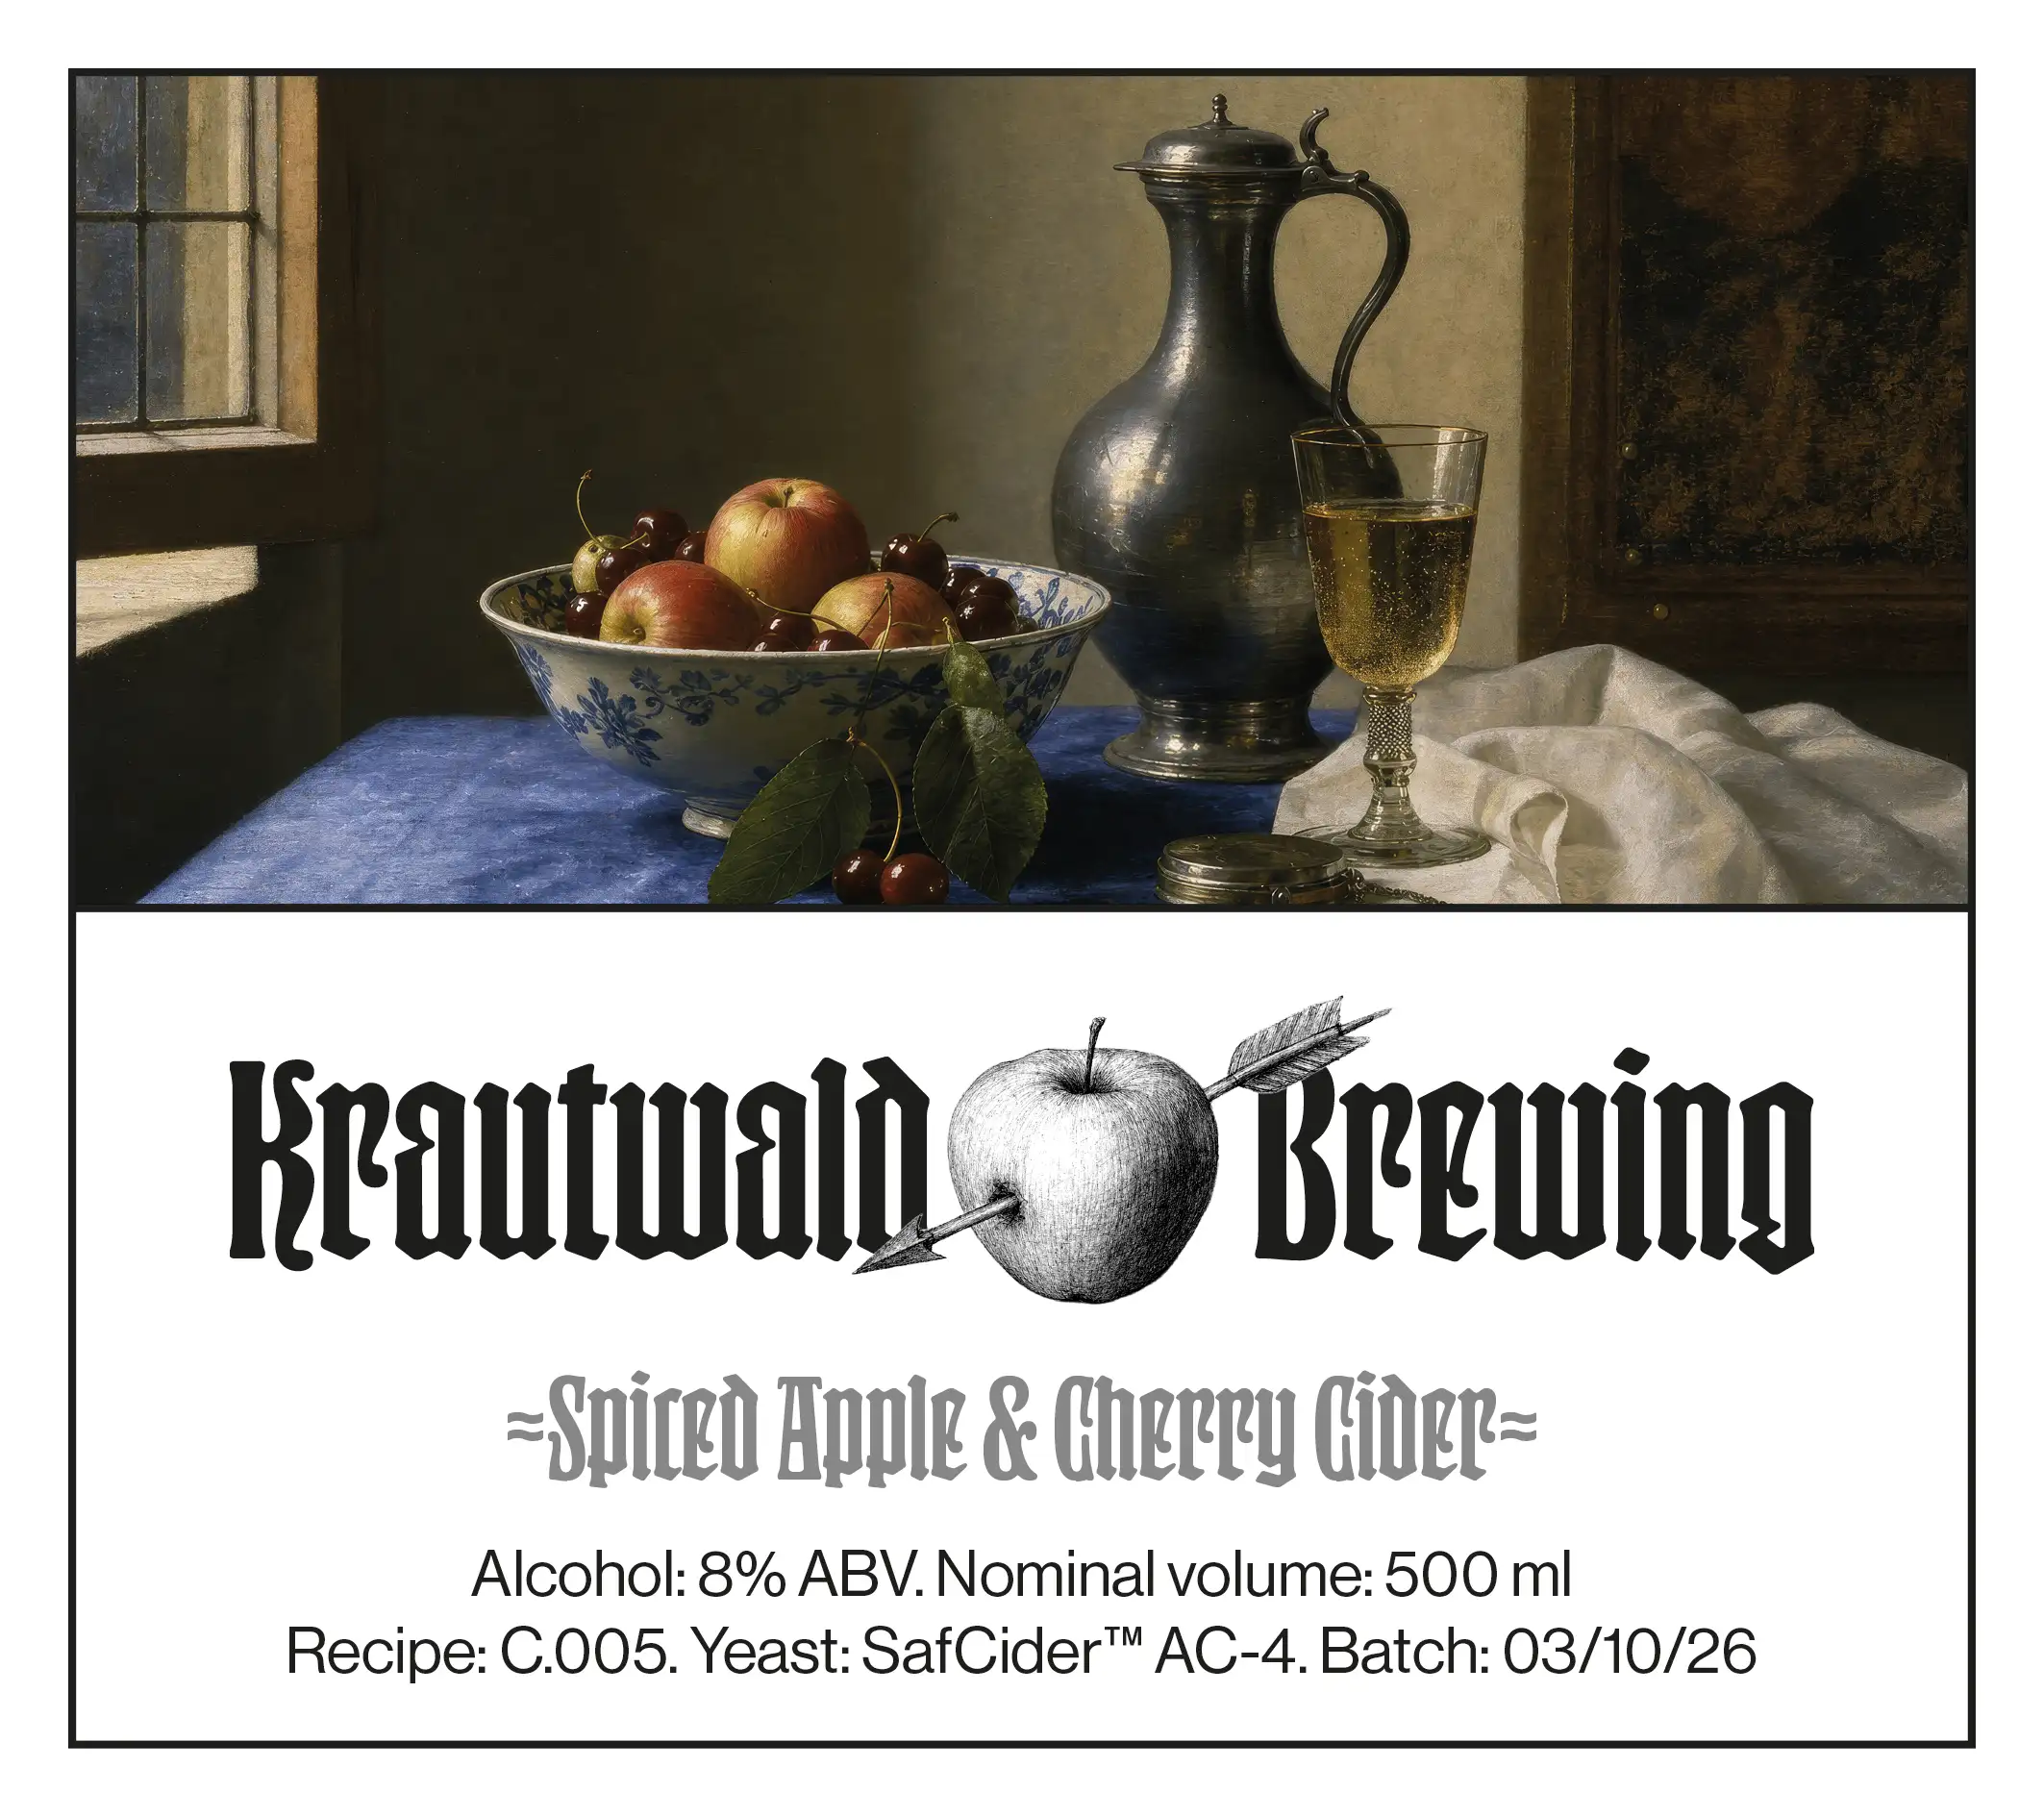 Krautwald Brewing
≈Spiced Apple & Cherry Cider≈
Alcohol: 8% ABV. Nominal volume: 500 ml
Recipe: C.005. Yeast: SafCider™ AC-4. Batch: 03/10/26